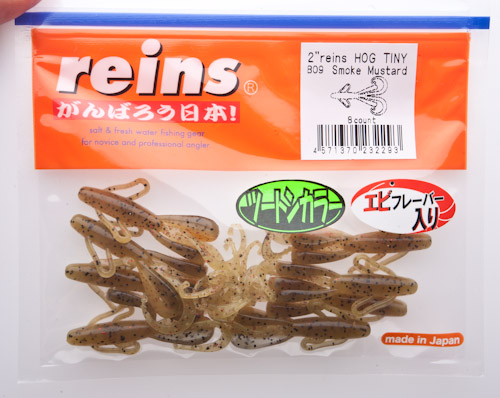 reins®
がんばろう日本!
salt & fresh water fishing gear
for novice and professional angler
2"reins HOG TINY
B09 Smoke Mustard
8count
4 571370 232293
ツートンカラー
エビフレーバー
入り
made in Japan